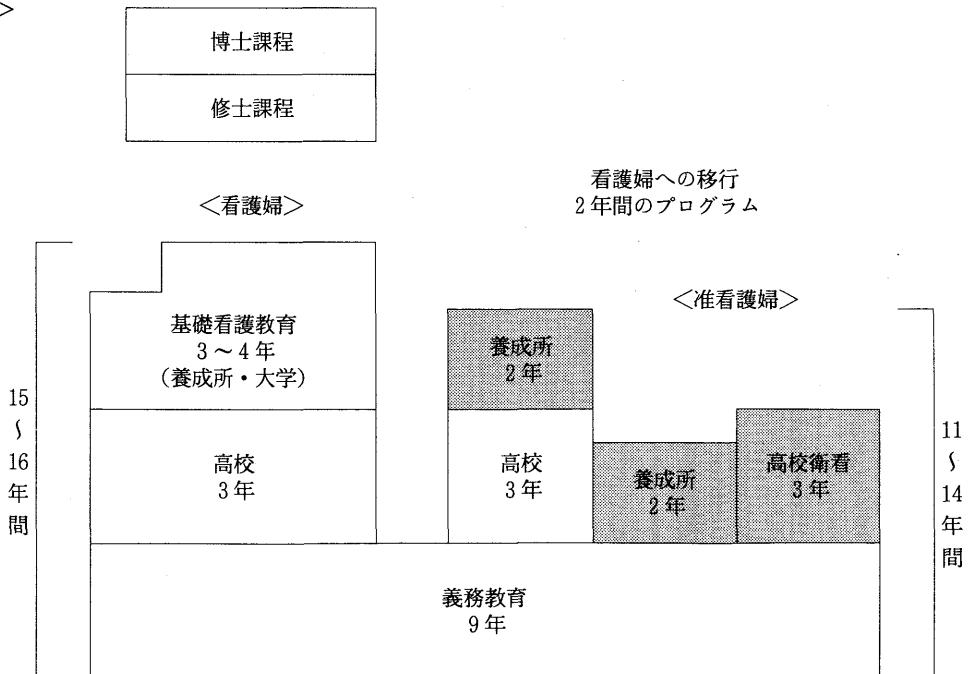 >
博士課程
修士課程
看護婦への移行
2年間のプログラム
<看護婦>
<准看護婦>
基礎看護教育
3~4年
(養成所・大学)
養成所
2年
15
〜
16
年
間
高校
3年
高校
3年
養成所
2年
高校衛看
3年
11
〜
14
年
間
義務教育
9年